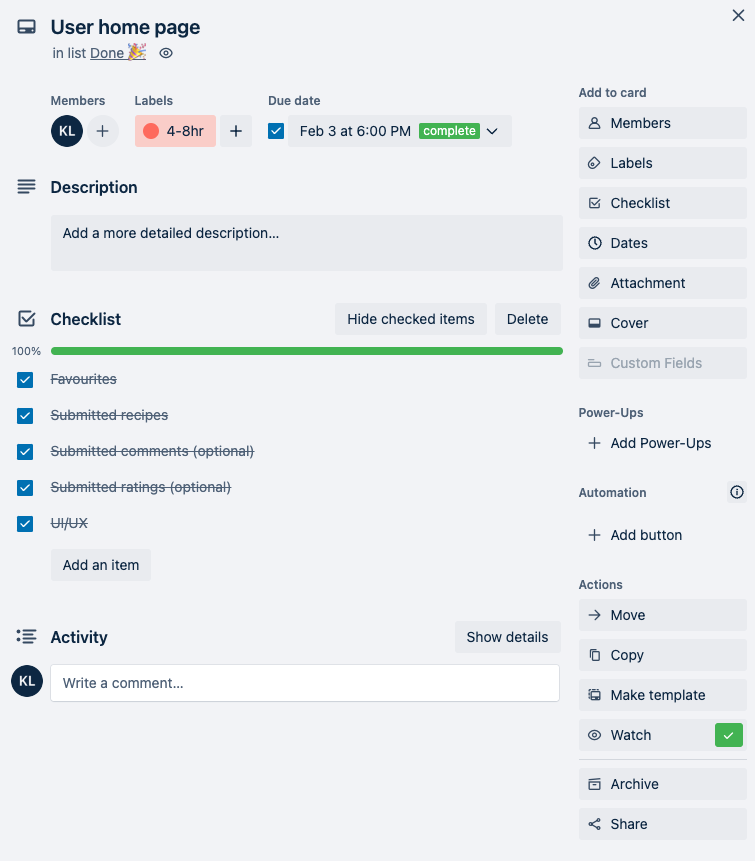 User home page
in list Done 🎉
Members
Labels
Due date
KL
4-8hr
Feb 3 at 6:00 PM complete
Description
Add a more detailed description…
Checklist
Hide checked items
Delete
100%
Favourites
Submitted recipes
Submitted comments (optional)
Submitted ratings (optional)
UI/UX
Add an item
Activity
Show details
KL
Write a comment…
Add to card
Members
Labels
Checklist
Dates
Attachment
Cover
Custom Fields
Power-Ups
Add Power-Ups
Automation
Add button
Actions
Move
Copy
Make template
Watch
Archive
Share